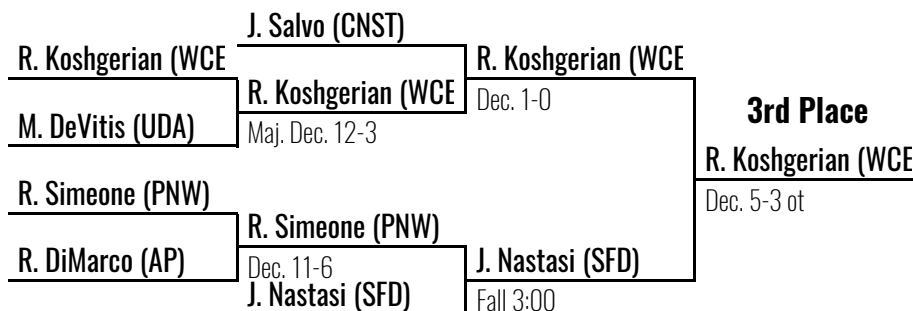 J. Salvo (CNST)
R. Koshgerian (WCE
R. Koshgerian (WCE
R. Koshgerian (WCE
Dec. 1-0
M. DeVitis (UDA)
Maj. Dec. 12-3
3rd Place
R. Koshgerian (WCE
Dec. 5-3 ot
R. Simeone (PNW)
R. Simeone (PNW)
R. DiMarco (AP)
Dec. 11-6
J. Nastasi (SFD)
J. Nastasi (SFD)
Fall 3:00